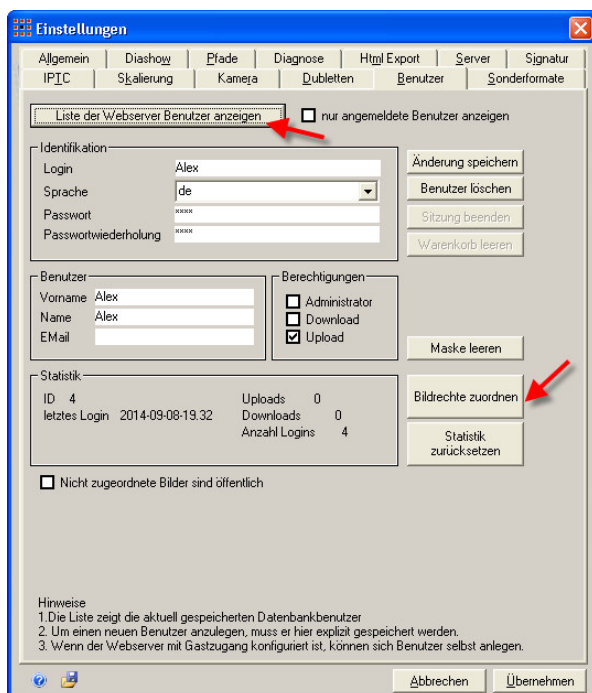 Einstellungen
Allgemein Diashow Pfade Diagnose Html Export Server Signatur
IPTC Skalierung Kamera Dubletten Benutzer Sonderformate
Liste der Webserver Benutzer anzeigen nur angemeldete Benutzer anzeigen
Identifikation
Login Alex
Sprache de
Passwort ****
Passwortwiederholung ****
Änderung speichern
Benutzer löschen
Sitzung beenden
Warenkorb leeren
Benutzer
Vorname Alex
Name Alex
EMail
Berechtigungen
Administrator
Download
Upload
Maske leeren
Statistik
ID 4 Uploads 0
letztes Login 2014-09-08-19.32 Downloads 0
Anzahl Logins 4
Bildrechte zuordnen
Statistik
zurücksetzen
Nicht zugeordnete Bilder sind öffentlich
Hinweise
1.Die Liste zeigt die aktuell gespeicherten Datenbankbenutzer
2. Um einen neuen Benutzer anzulegen, muss er hier explizit gespeichert werden.
3. Wenn der Webserver mit Gastzugang konfiguriert ist, können sich Benutzer selbst anlegen.
Abbrechen Übernehmen